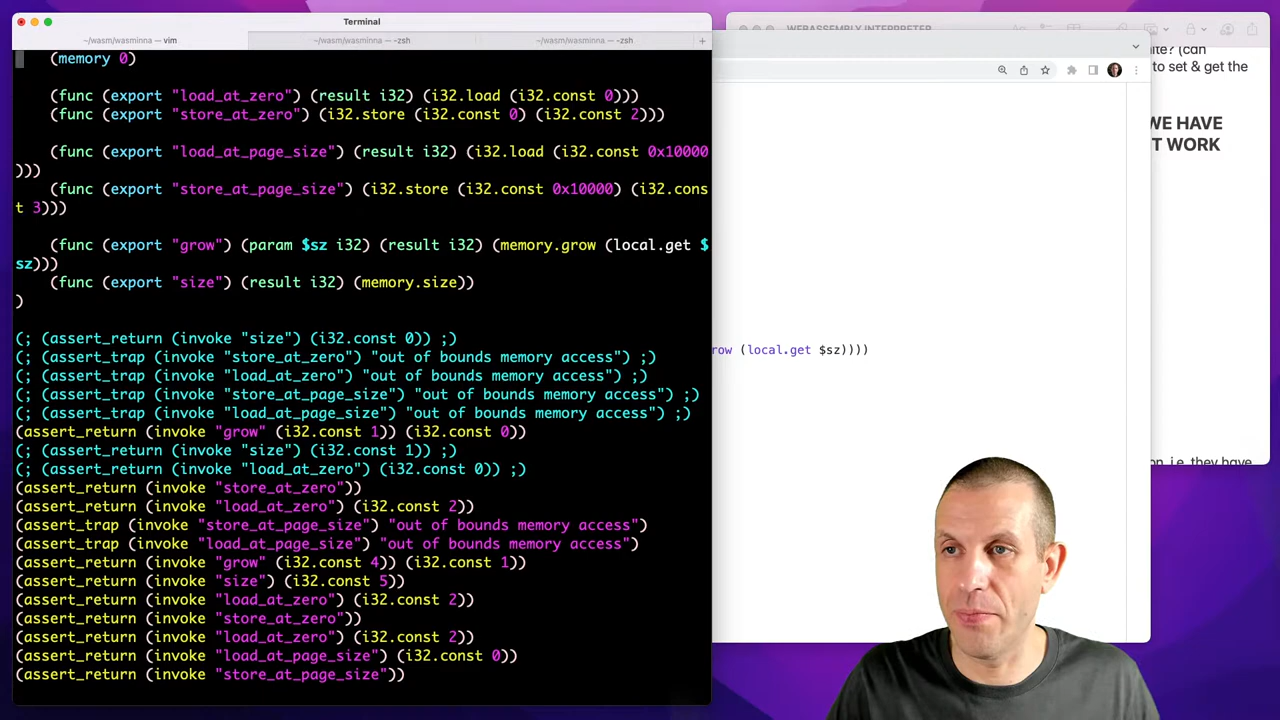 Terminal
~/wasm/wasminna — vim
~/wasm/wasminna — -zsh
~/wasm/wasminna — -zsh
+
(memory 0)
(func (export "load_at_zero") (result i32) (i32.load (i32.const 0)))
(func (export "store_at_zero") (i32.store (i32.const 0) (i32.const 2)))
(func (export "load_at_page_size") (result i32) (i32.load (i32.const 0x10000
)))
(func (export "store_at_page_size") (i32.store (i32.const 0x10000) (i32.cons
t 3)))
(func (export "grow") (param $sz i32) (result i32) (memory.grow (local.get $
sz)))
(func (export "size") (result i32) (memory.size))
)
(; (assert_return (invoke "size") (i32.const 0)) ;)
(; (assert_trap (invoke "store_at_zero") "out of bounds memory access") ;)
(; (assert_trap (invoke "load_at_zero") "out of bounds memory access") ;)
(; (assert_trap (invoke "store_at_page_size") "out of bounds memory access") ;)
(; (assert_trap (invoke "load_at_page_size") "out of bounds memory access") ;)
(assert_return (invoke "grow" (i32.const 1)) (i32.const 0))
(; (assert_return (invoke "size") (i32.const 1)) ;)
(; (assert_return (invoke "load_at_zero") (i32.const 0)) ;)
(assert_return (invoke "store_at_zero"))
(assert_return (invoke "load_at_zero") (i32.const 2))
(assert_trap (invoke "store_at_page_size") "out of bounds memory access")
(assert_trap (invoke "load_at_page_size") "out of bounds memory access")
(assert_return (invoke "grow" (i32.const 4)) (i32.const 1))
(assert_return (invoke "size") (i32.const 5))
(assert_return (invoke "load_at_zero") (i32.const 2))
(assert_return (invoke "store_at_zero"))
(assert_return (invoke "load_at_zero") (i32.const 2))
(assert_return (invoke "load_at_page_size") (i32.const 0))
(assert_return (invoke "store_at_page_size"))
WEBASSEMBLY INTERPRETER
(can
to set & get the
WE HAVE
WORK
row (local.get $sz))))
i.e. they have